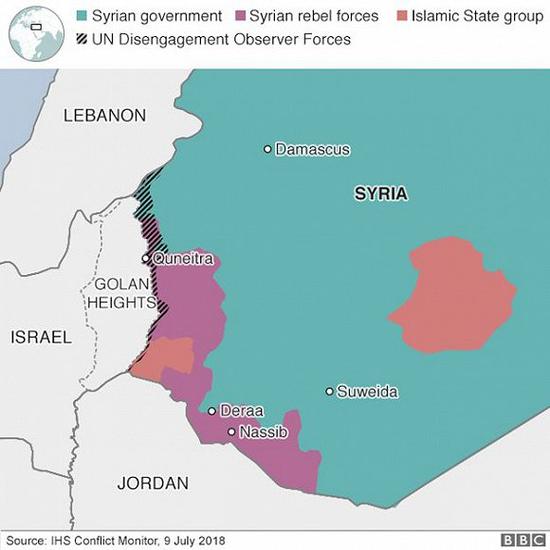 Syrian government Syrian rebel forces Islamic State group
UN Disengagement Observer Forces
LEBANON
Damascus
SYRIA
Quneitra
GOLAN
HEIGHTS
ISRAEL
Suweida
Deraa
Nassib
JORDAN
Source: IHS Conflict Monitor, 9 July 2018 BBC